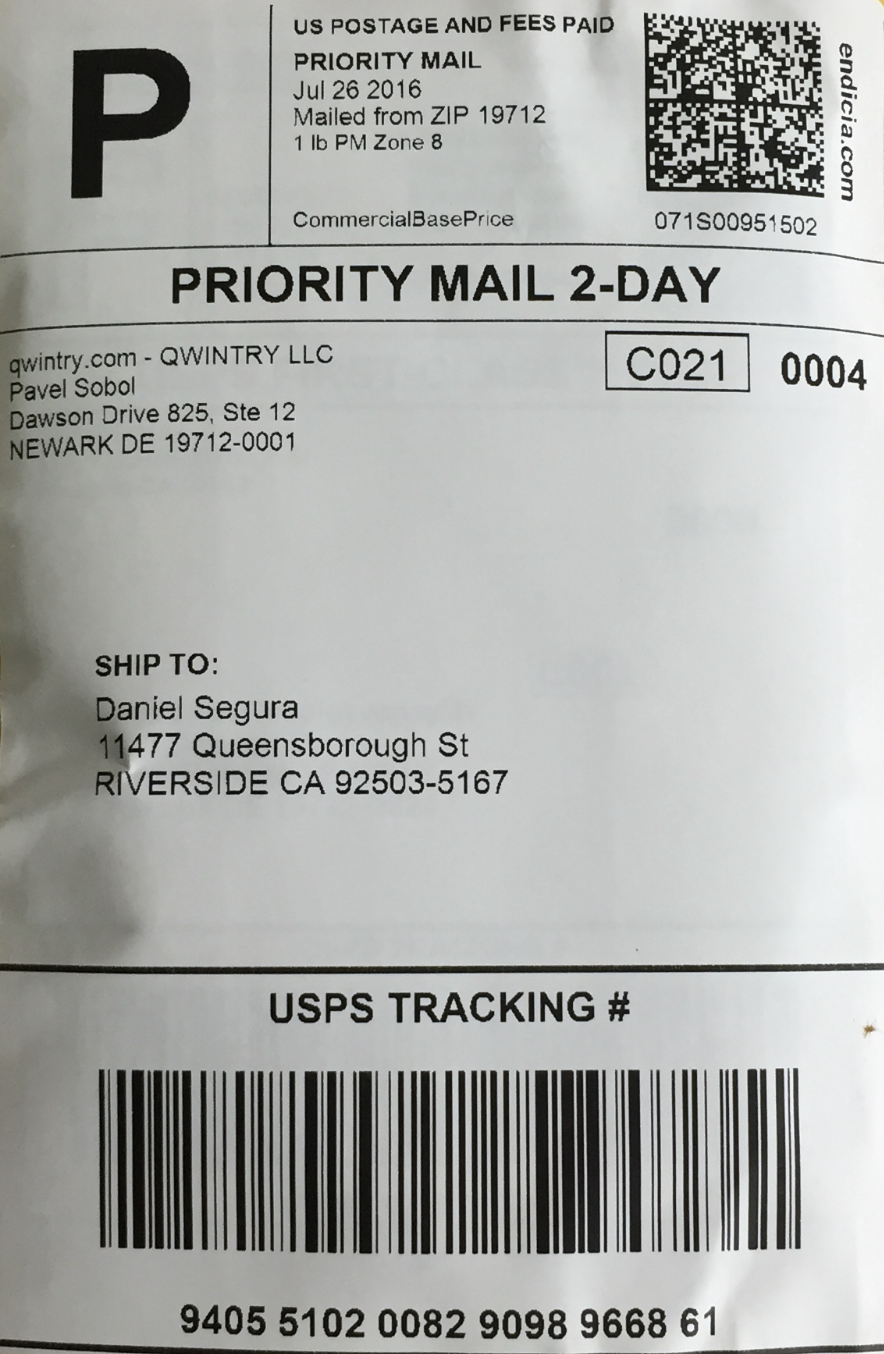 P
US POSTAGE AND FEES PAID
PRIORITY MAIL
Jul 26 2016
Mailed from ZIP 19712
1 lb PM Zone 8
CommercialBasePrice
endicia.com
071S00951502
PRIORITY MAIL 2-DAY
qwintry.com - QWINTRY LLC
Pavel Sobol
Dawson Drive 825, Ste 12
NEWARK DE 19712-0001
C021 0004
SHIP TO:
Daniel Segura
11477 Queensborough St
RIVERSIDE CA 92503-5167
USPS TRACKING #
9405 5102 0082 9098 9668 61